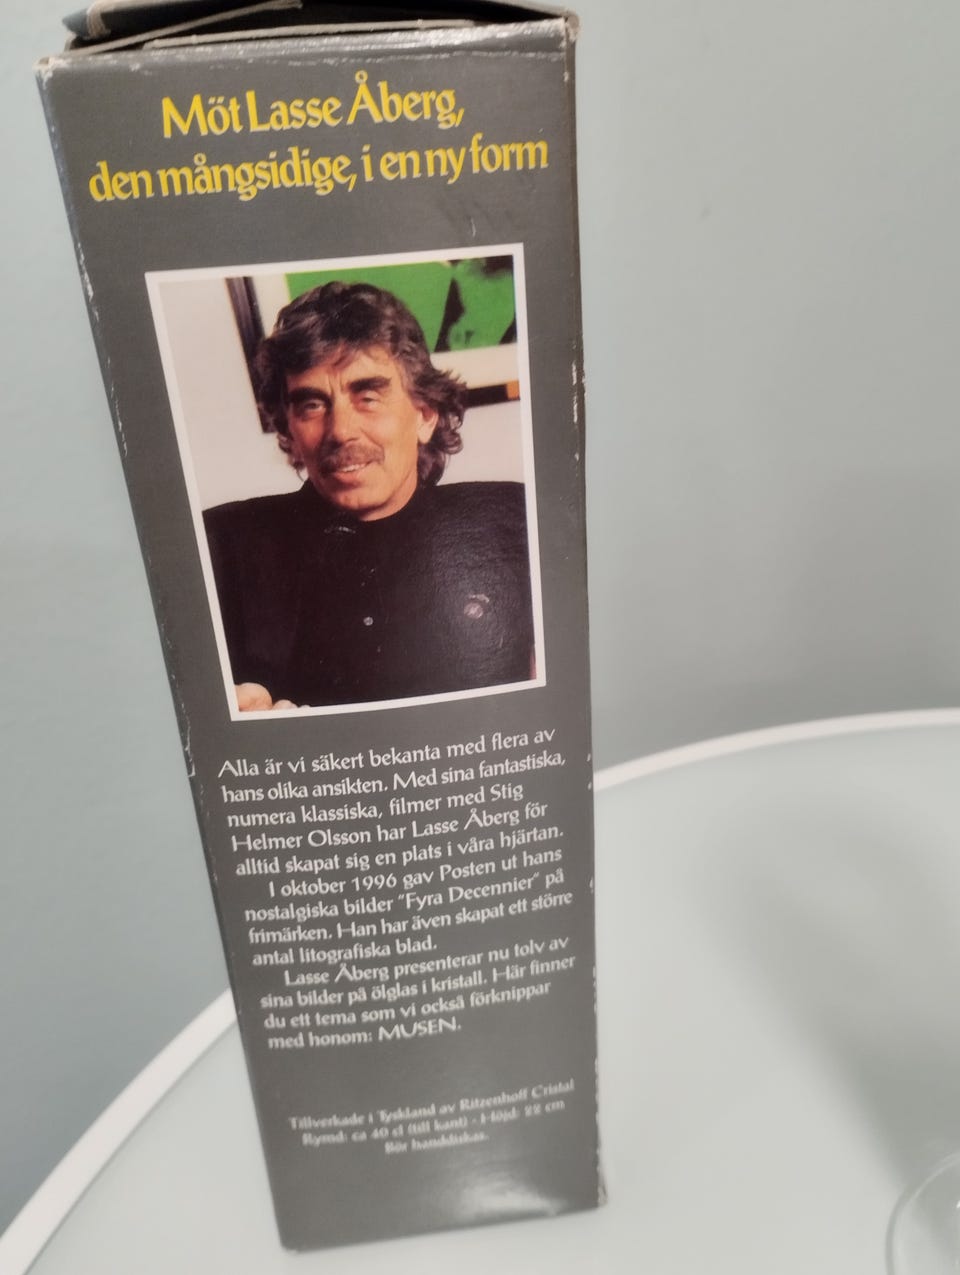 Möt Lasse Åberg,
den mångsidige, i en ny form
Alla är vi säkert bekanta med flera av
hans olika ansikten. Med sina fantastiska,
numera klassiska, filmer med Stig
Helmer Olsson har Lasse Åberg för
alltid skapat sig en plats i våra hjärtan.
I oktober 1996 gav Posten ut hans
nostalgiska bilder "Fyra Decennier" på
frimärken. Han har även skapat ett större
antal litografiska blad.
Lasse Åberg presenterar nu tolv av
sina bilder på ölglas i kristall. Här finner
du ett tema som vi också förknippar
med honom: MUSEN.
Tillverkade i Tyskland av Ritzenhoff Cristal
Rymd: ca 40 cl (till kant) - Höjd: 22 cm
Bör handdiskas.